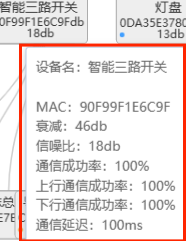 智能三路开关
90F99F1E6C9Fdb
18db
灯盘
0DA35E378C
13db
设备名：智能三路开关
MAC：90F99F1E6C9F
衰减：46db
信噪比：18db
通信成功率：100%
上行通信成功率：100%
下行通信成功率：100%
通信延迟：100ms